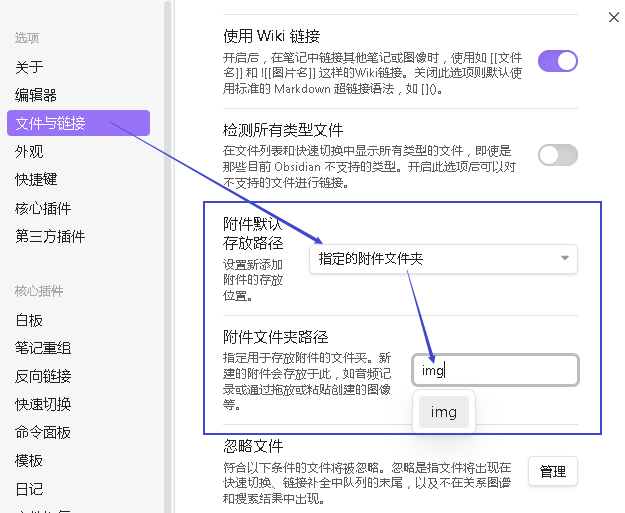 选项
关于
编辑器
文件与链接
外观
快捷键
核心插件
第三方插件
核心插件
白板
笔记重组
反向链接
快速切换
命令面板
模板
日记
使用 Wiki 链接
开启后，在笔记中链接其他笔记或图像时，使用如 [[文件
名]] 和 ![[图片名]] 这样的Wiki链接。关闭此选项则默认使
用标准的 Markdown 超链接语法，如 []()。
检测所有类型文件
在文件列表和快速切换中显示所有类型的文件，即使是
那些目前 Obsidian 不支持的类型。开启此选项后可以对
不支持的文件进行链接。
附件默认
存放路径
设置新添加
附件的存放
位置。
指定的附件文件夹
附件文件夹路径
指定用于存放附件的文件夹。新
建的附件会存放于此，如音频记
录或通过拖放或粘贴创建的图像
等。
img
img
忽略文件
符合以下条件的文件将被忽略。忽略是指文件将出现在
快速切换、链接补全中队列的末尾，以及不在关系图谱
和搜索结果中出现。
管理